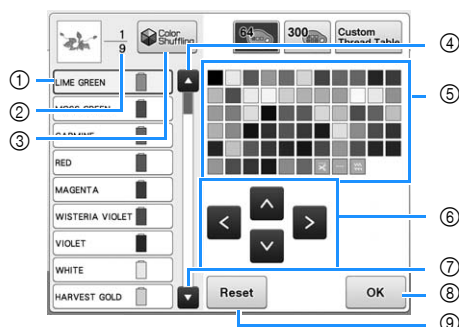 1
9
Color
Shuffling
64
300
Custom
Thread Table
① LIME GREEN
② MOSS GREEN
③ CARMINE
RED
MAGENTA
WISTERIA VIOLET
VIOLET
WHITE
HARVEST GOLD
Reset
OK
④
⑤
⑥
⑦
⑧
⑨